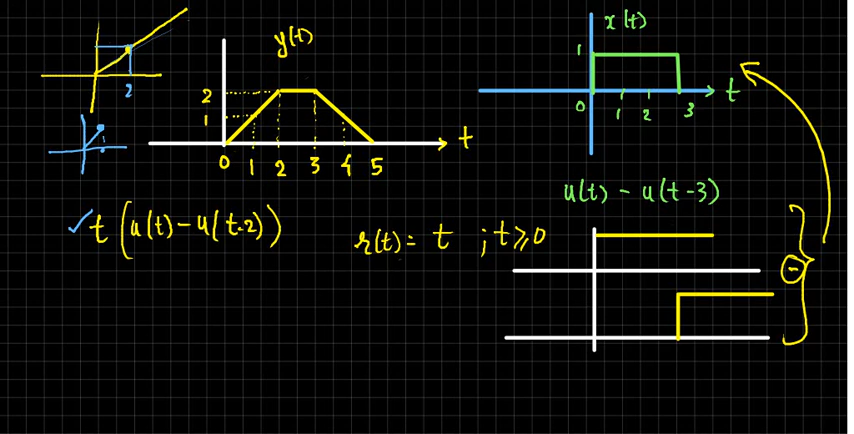 y(t)
2
1
0 1 2 3 4 5
t
2
x(t)
1
0 1 2 3
t
u(t) - u(t-3)
✓ t (u(t) - u(t-2))
r(t) = t ; t ≥ 0
-